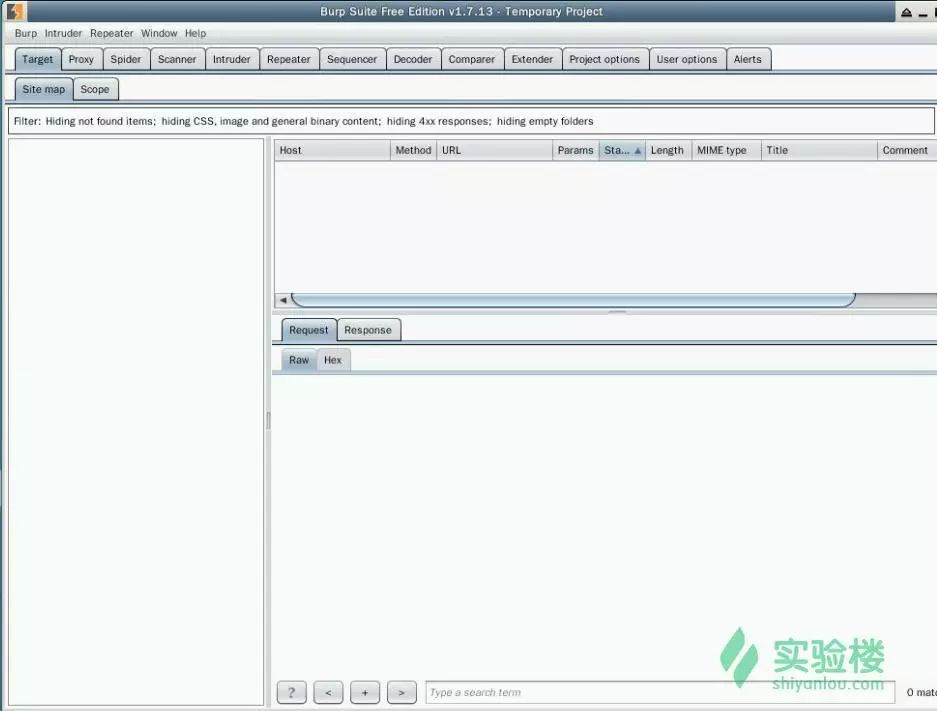 Burp Suite Free Edition v1.7.13 - Temporary Project
Burp Intruder Repeater Window Help
Target Proxy Spider Scanner Intruder Repeater Sequencer Decoder Comparer Extender Project options User options Alerts
Site map Scope
Filter: Hiding not found items; hiding CSS, image and general binary content; hiding 4xx responses; hiding empty folders
Host Method URL Params Sta... Length MIME type Title Comment
Request Response
Raw Hex
实验楼
shiyanlou.com
? < + > Type a search term 0 matc